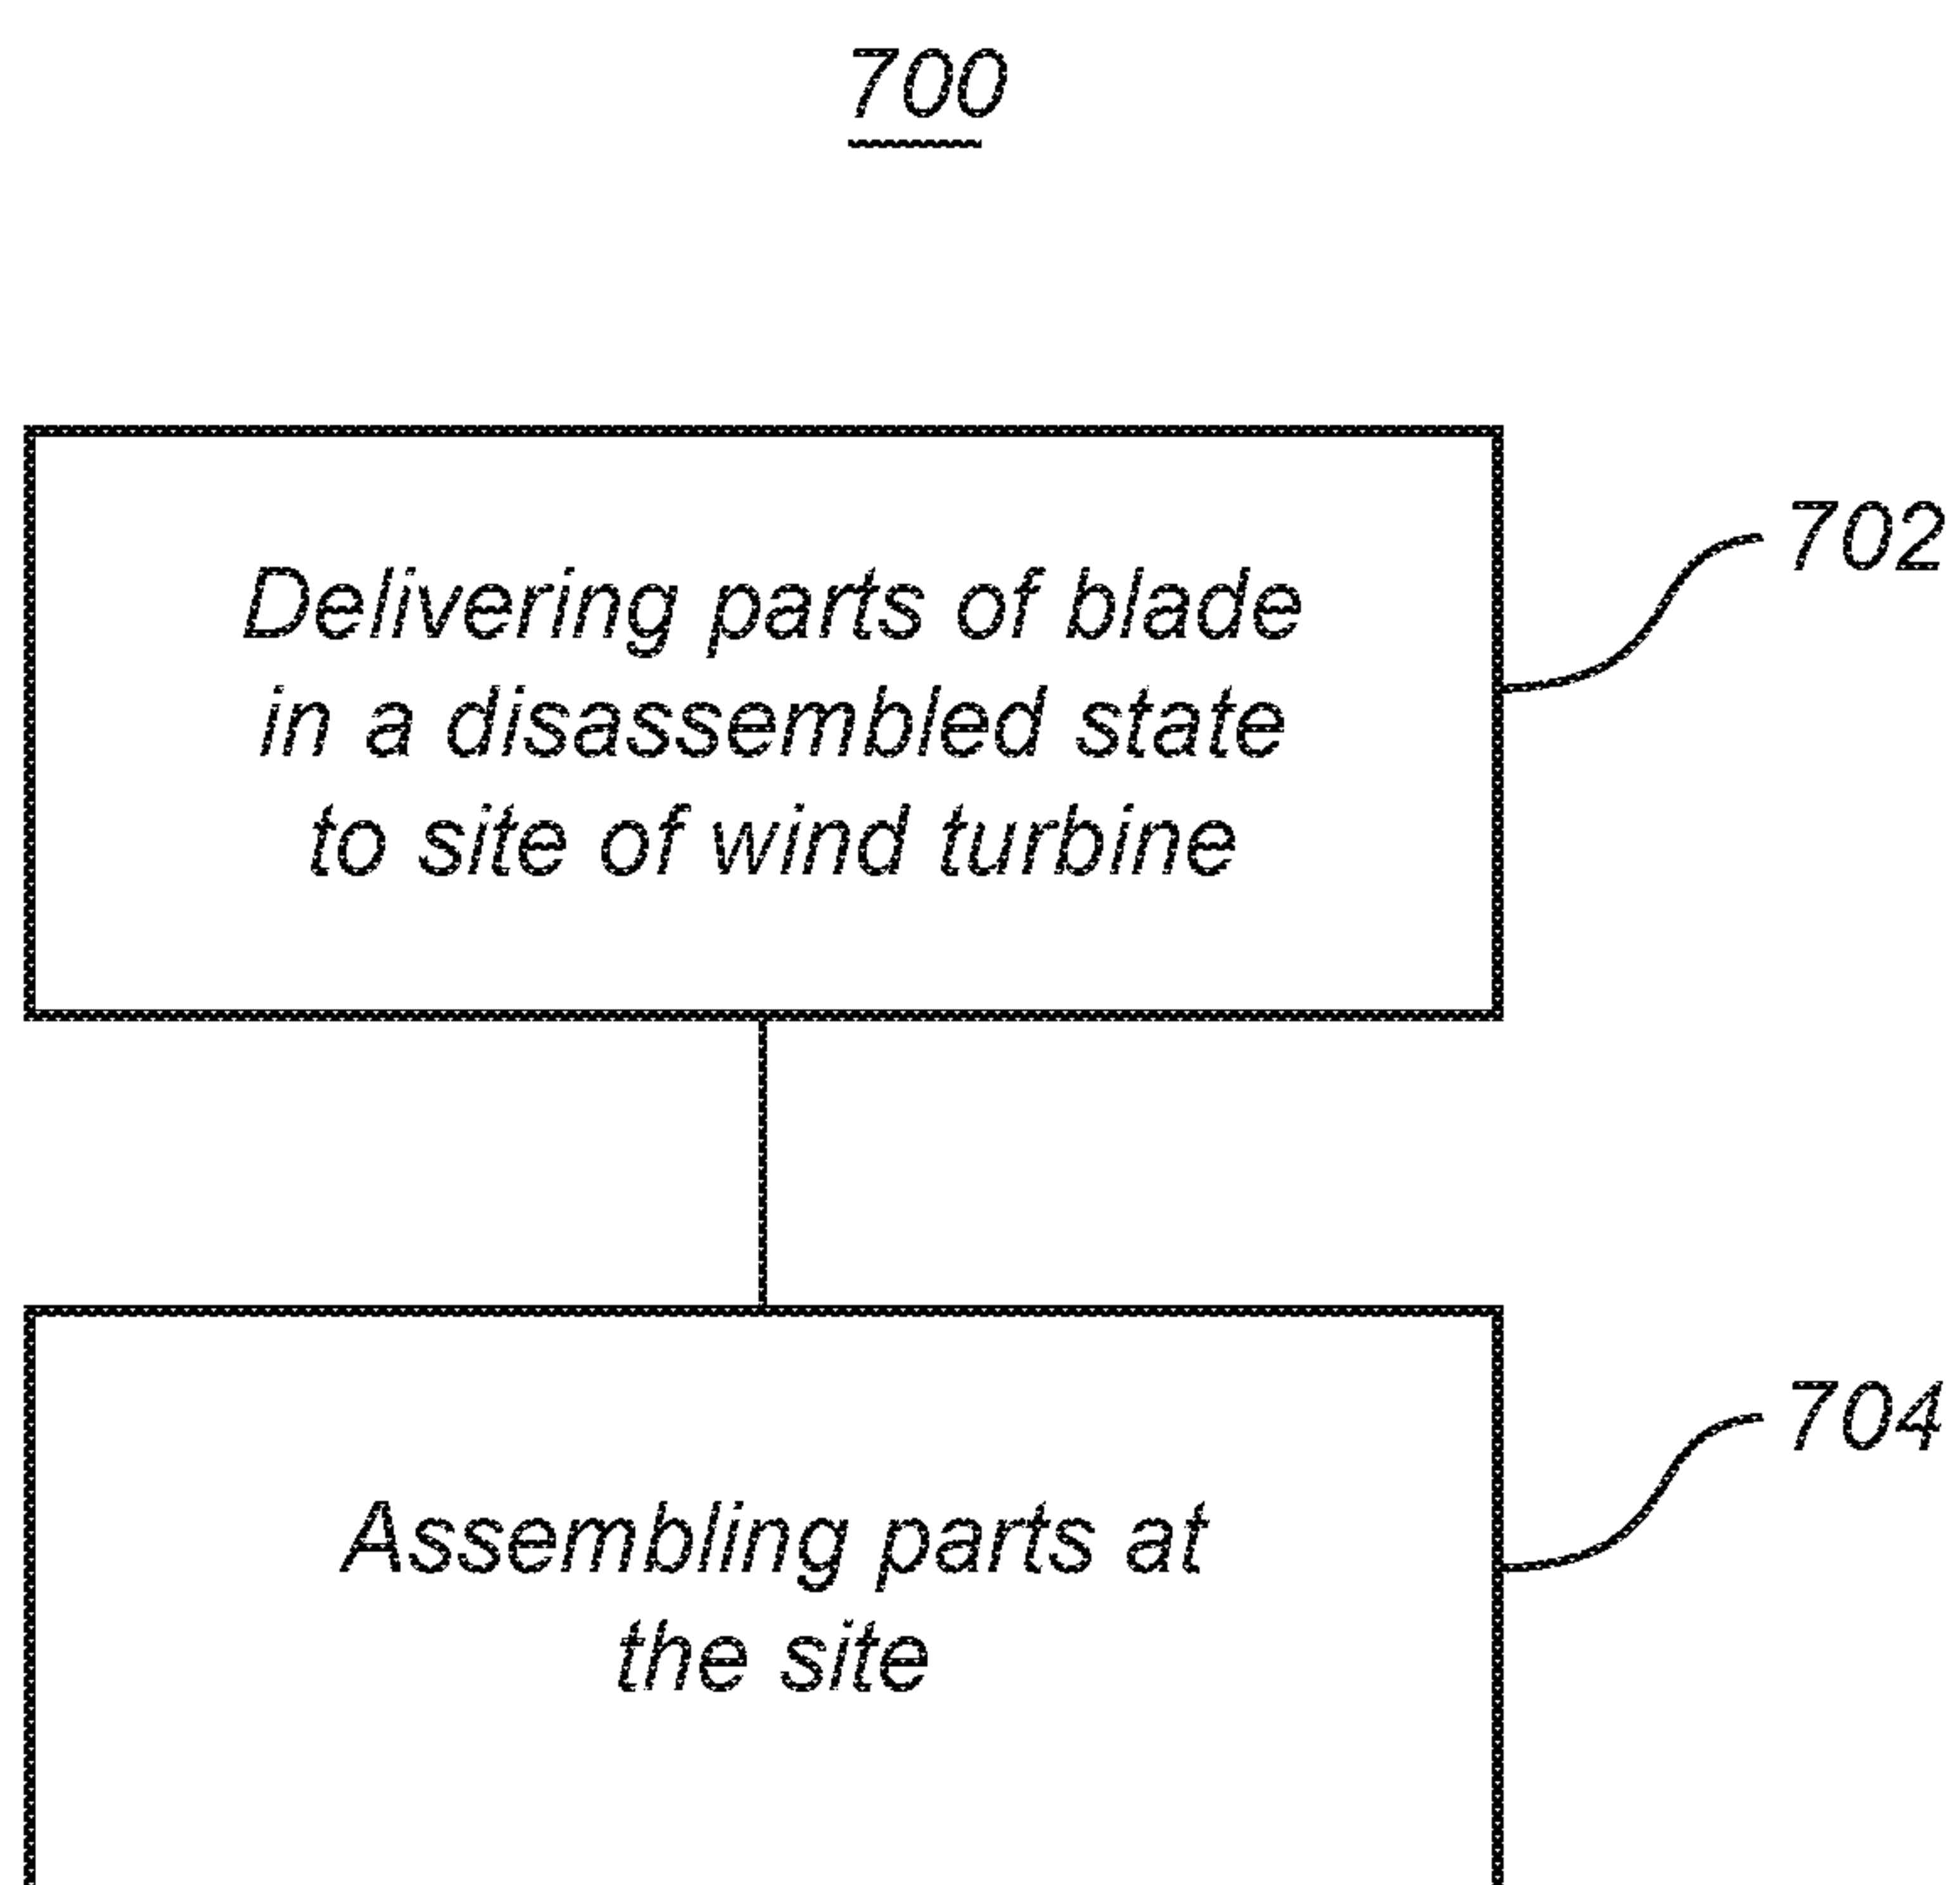 700
702
Delivering parts of blade
in a disassembled state
to site of wind turbine
704
Assembling parts at
the site